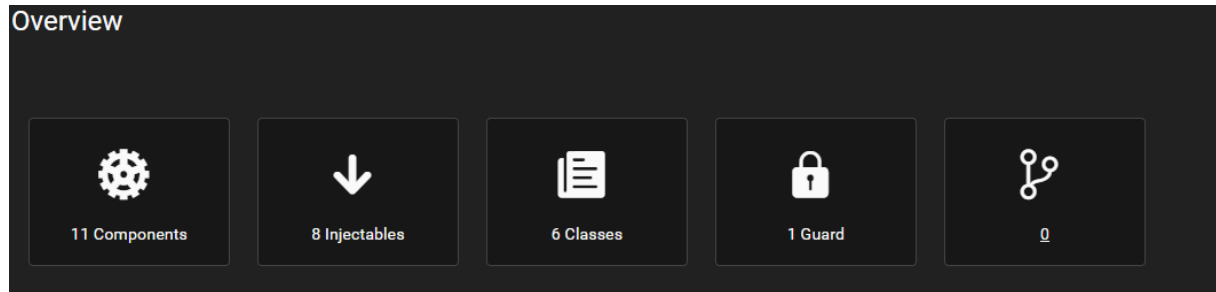 Overview
11 Components
8 Injectables
6 Classes
1 Guard
0